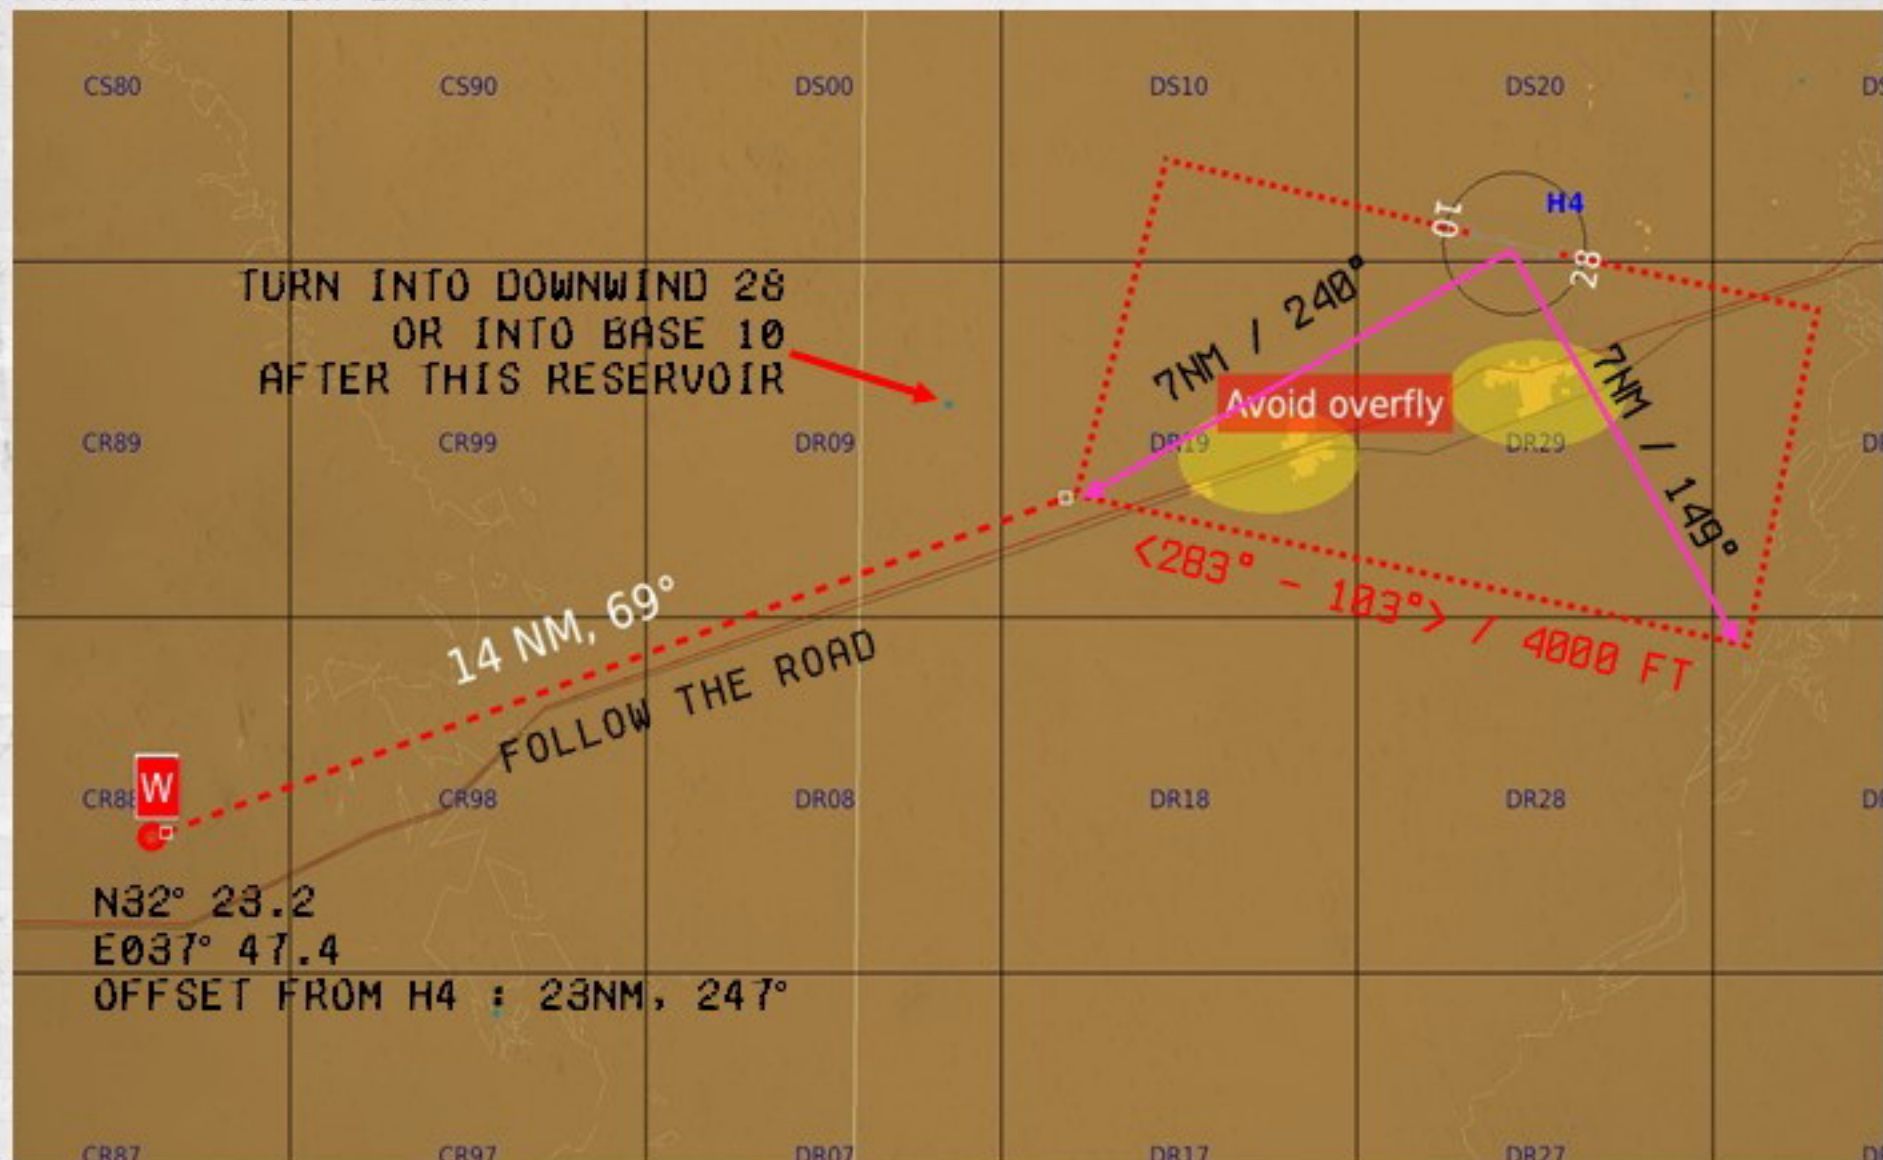 CS80
CS90
DS00
DS10
DS20
H4
10
28
TURN INTO DOWNWIND 28
OR INTO BASE 10
AFTER THIS RESERVOIR
7NM / 240°
7NM / 149°
Avoid overfly
CR89
CR99
DR09
DR19
DR29
<283° - 103°> / 4000 FT
14 NM, 69°
FOLLOW THE ROAD
W
CR88
CR98
DR08
DR18
DR28
N32° 23.2
E037° 47.4
OFFSET FROM H4 : 23NM, 247°
CR87
CR97
DR07
DR17
DR27